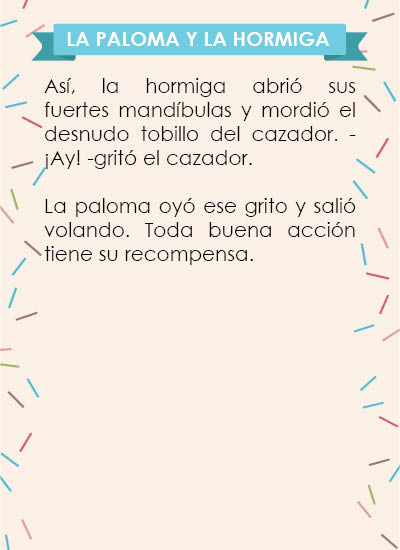 LA PALOMA Y LA HORMIGA
Así, la hormiga abrió sus
fuertes mandíbulas y mordió el
desnudo tobillo del cazador. -
¡Ay! -gritó el cazador.
La paloma oyó ese grito y salió
volando. Toda buena acción
tiene su recompensa.